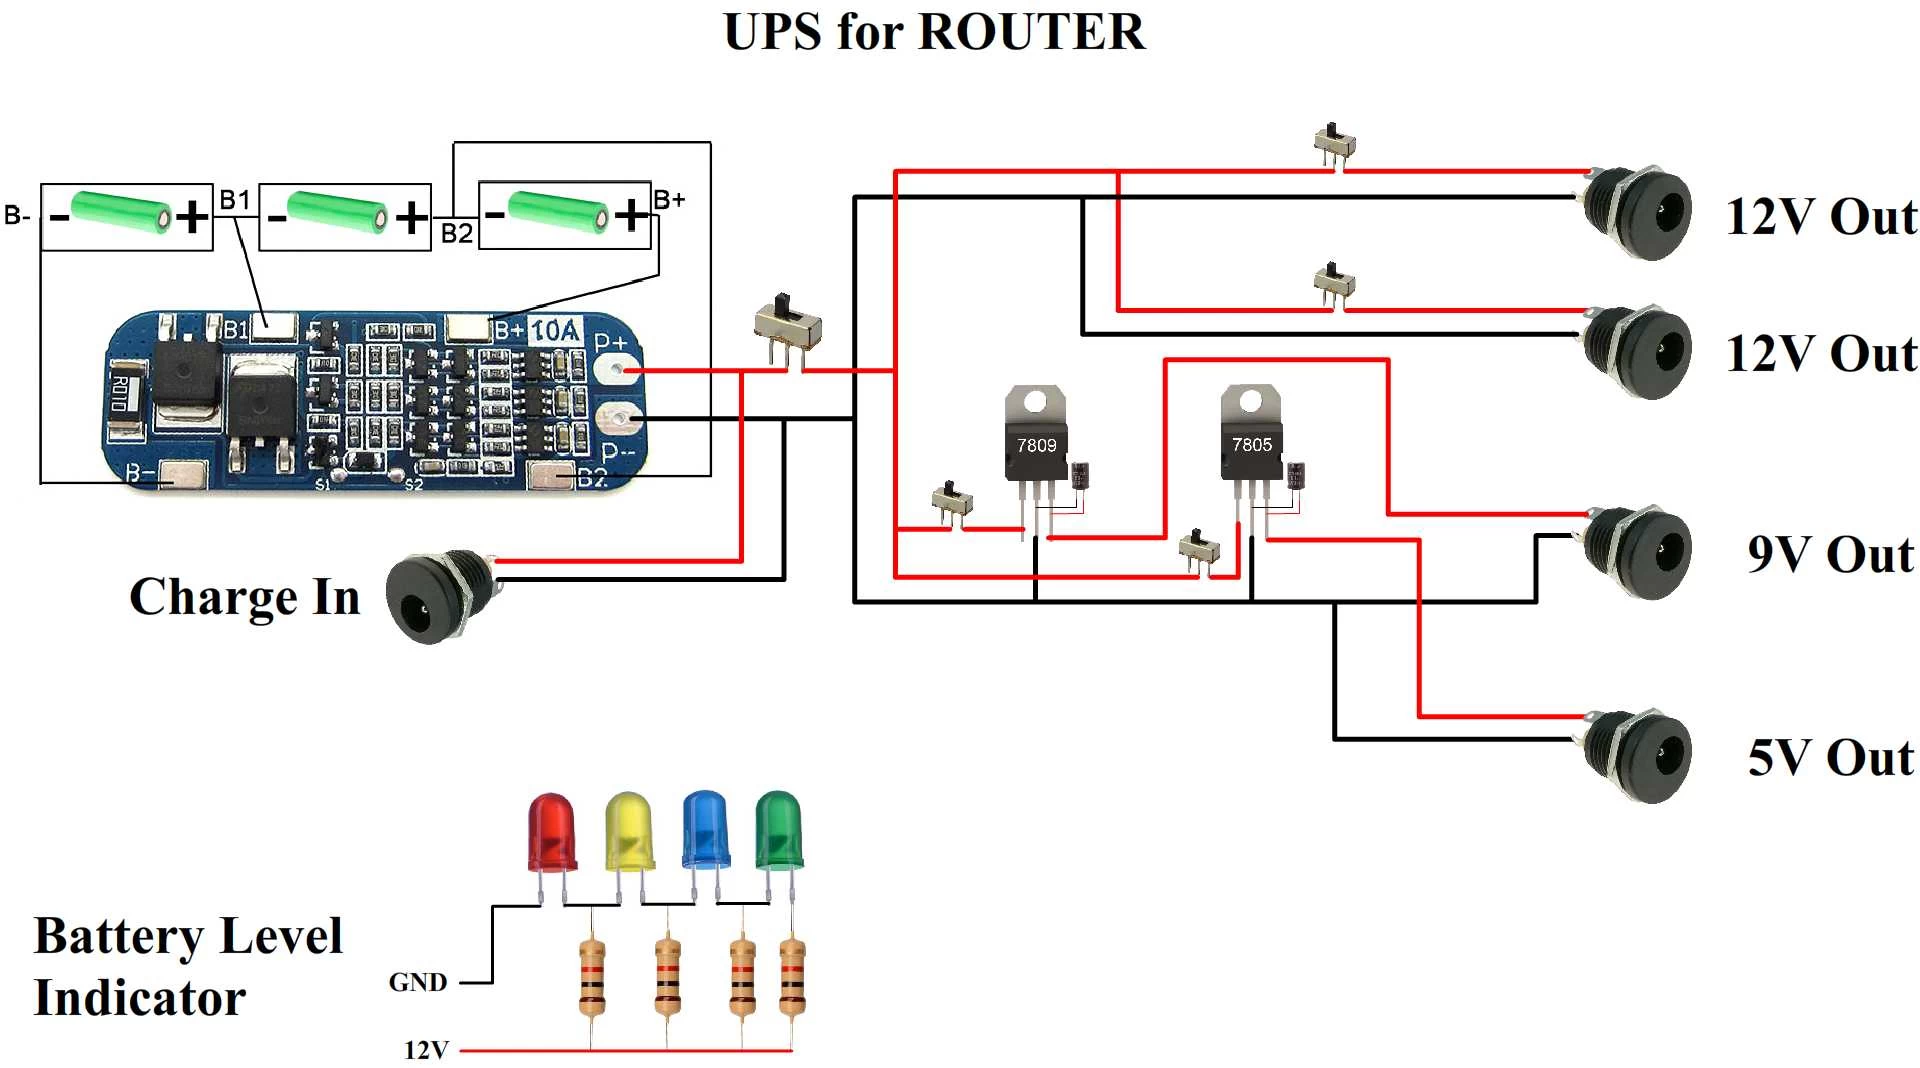 UPS for ROUTER
B-
-
+
B1
-
+
B2
-
+
B+
12V Out
B1
B+
10A
P+
R010
P-
B-
S1
S2
B2
12V Out
7809
7805
Charge In
9V Out
5V Out
Battery Level
Indicator
GND
12V